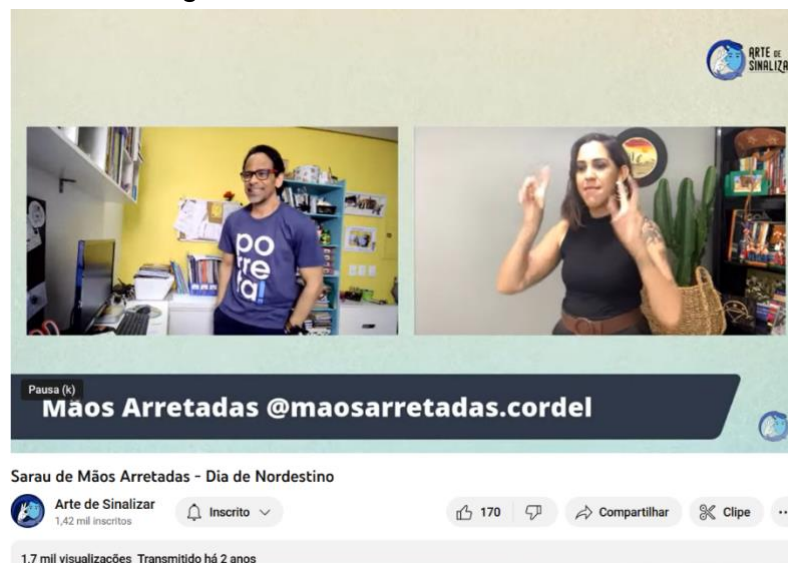 ARTE DE
SINALIZA
po
rre
ta!
Pausa (k)
Mãos Arretadas @maosarretadas.cordel
Sarau de Mãos Arretadas - Dia de Nordestino
Arte de Sinalizar
1,42 mil inscritos
Inscrito
170
Compartilhar
Clipe
1,7 mil visualizações Transmitido há 2 anos